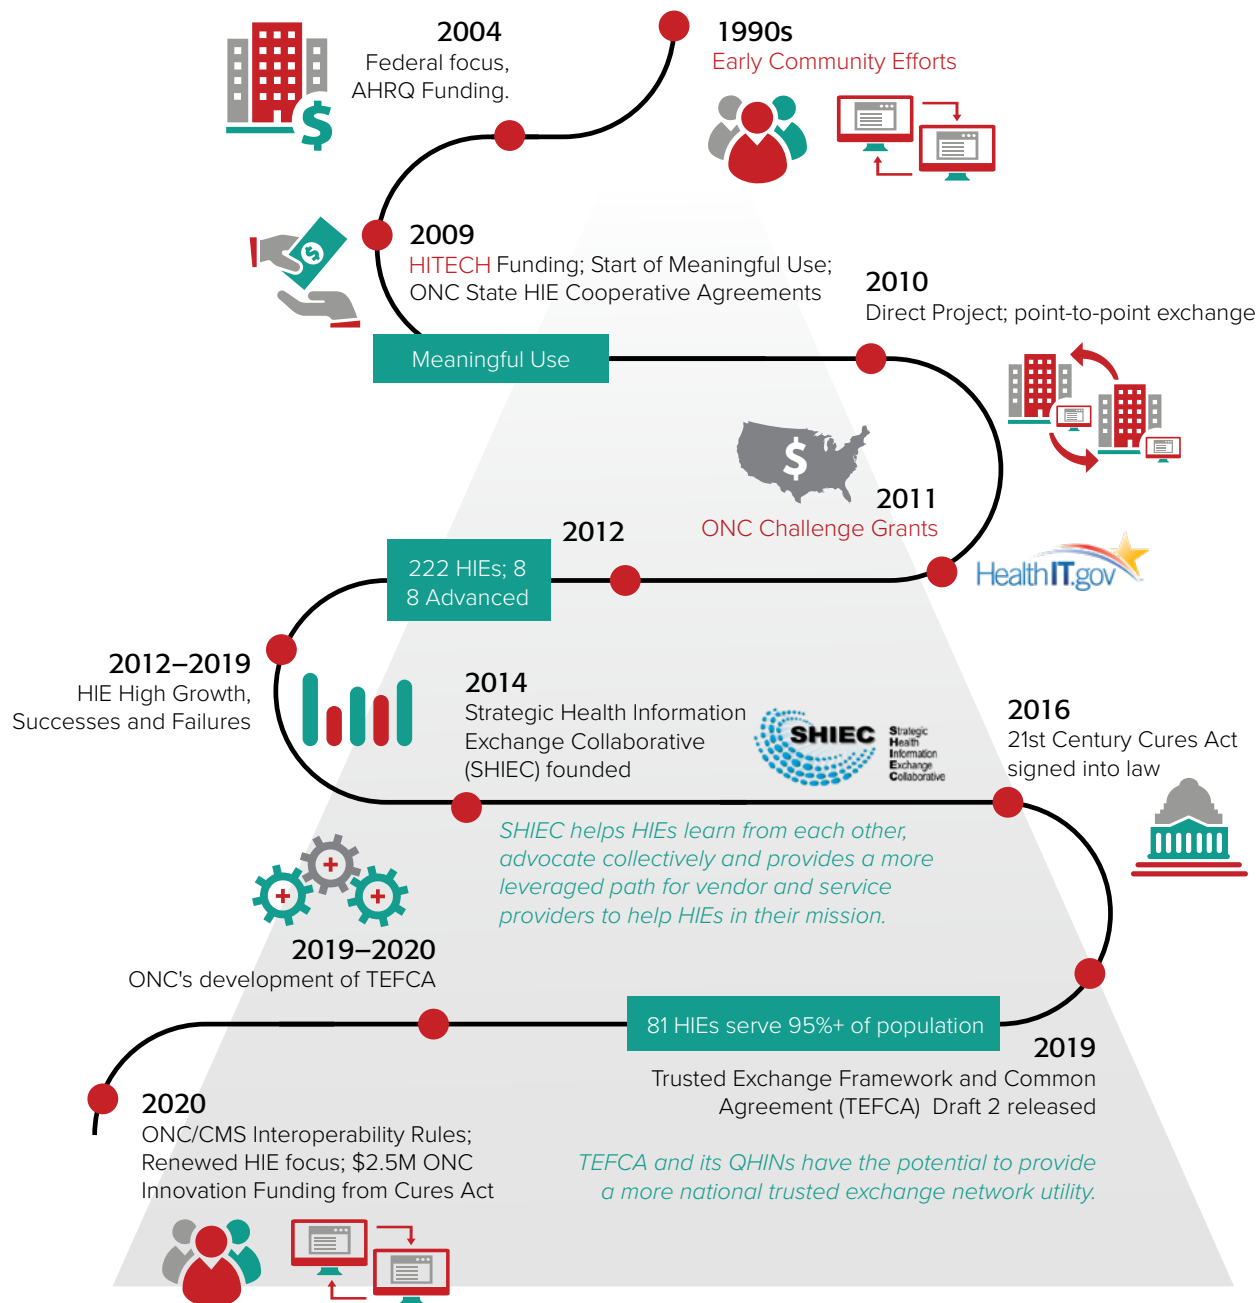 1990s
Early Community Efforts
2004
Federal focus,
AHRQ Funding.
$
$
2009
HITECH Funding; Start of Meaningful Use;
ONC State HIE Cooperative Agreements
2010
Direct Project; point-to-point exchange
Meaningful Use
$
2011
ONC Challenge Grants
HealthIT.gov
2012
222 HIEs; 8
8 Advanced
2012–2019
HIE High Growth,
Successes and Failures
2014
Strategic Health Information
Exchange Collaborative
(SHIEC) founded
SHIEC
Strategic
Health
Information
Exchange
Collaborative
2016
21st Century Cures Act
signed into law
SHIEC helps HIEs learn from each other,
advocate collectively and provides a more
leveraged path for vendor and service
providers to help HIEs in their mission.
2019–2020
ONC's development of TEFCA
81 HIEs serve 95%+ of population
2019
Trusted Exchange Framework and Common
Agreement (TEFCA) Draft 2 released
TEFCA and its QHINs have the potential to provide
a more national trusted exchange network utility.
2020
ONC/CMS Interoperability Rules;
Renewed HIE focus; $2.5M ONC
Innovation Funding from Cures Act